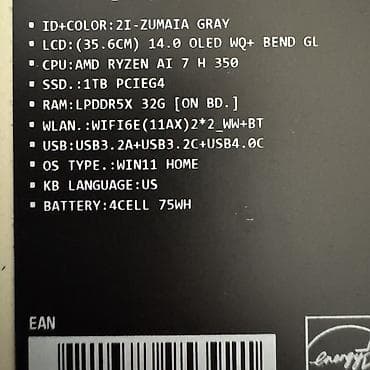 ID+COLOR:2I-ZUMAIA GRAY
LCD:(35.6CM) 14.0 OLED WQ+ BEND GL
CPU:AMD RYZEN AI 7 H 350
SSD.:1TB PCIEG4
RAM:LPDDR5X 32G [ON BD.]
WLAN.:WIFI6E(11AX)2*2_WW+BT
USB:USB3.2A+USB3.2C+USB4.0C
OS TYPE.:WIN11 HOME
KB LANGUAGE:US
BATTERY:4CELL 75WH
EAN
energy